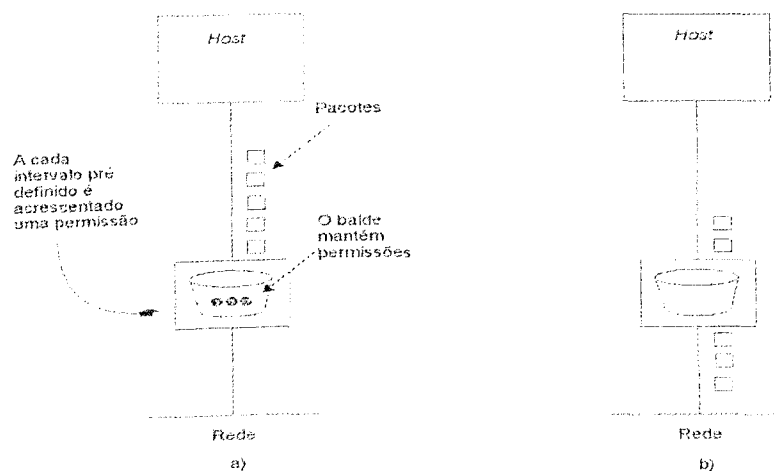 Host
Host
Pacotes
A cada
intervalo pré
definido é
acrescentado
uma permissão
O balde
mantém
permissões
Rede
Rede
a)
b)